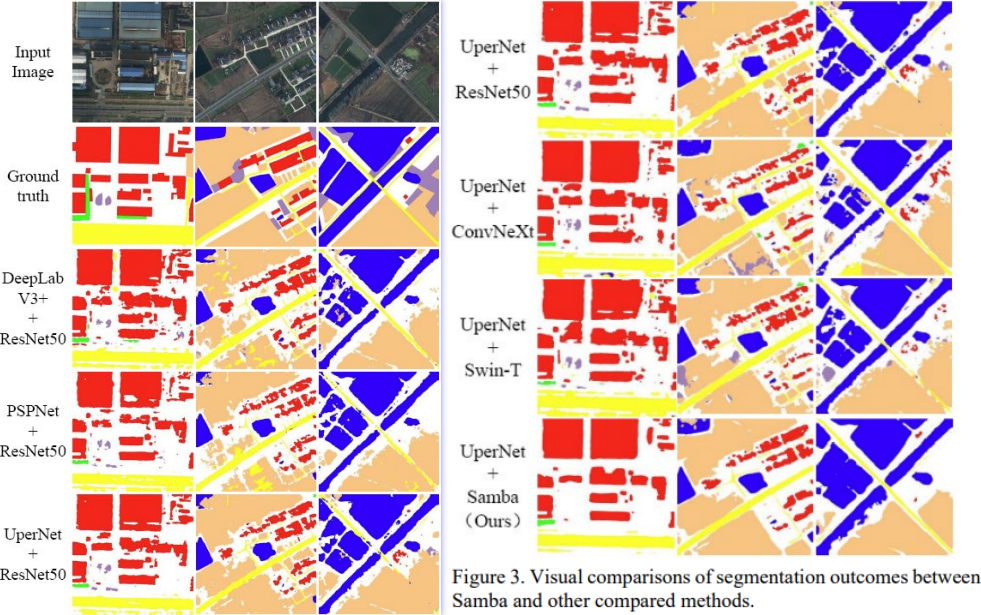 Input
Image
Ground
truth
DeepLab
V3+
+
ResNet50
PSPNet
+
ResNet50
UperNet
+
ResNet50
UperNet
+
ResNet50
UperNet
+
ConvNeXt
UperNet
+
Swin-T
UperNet
+
Samba
（Ours）
Figure 3. Visual comparisons of segmentation outcomes between
Samba and other compared methods.